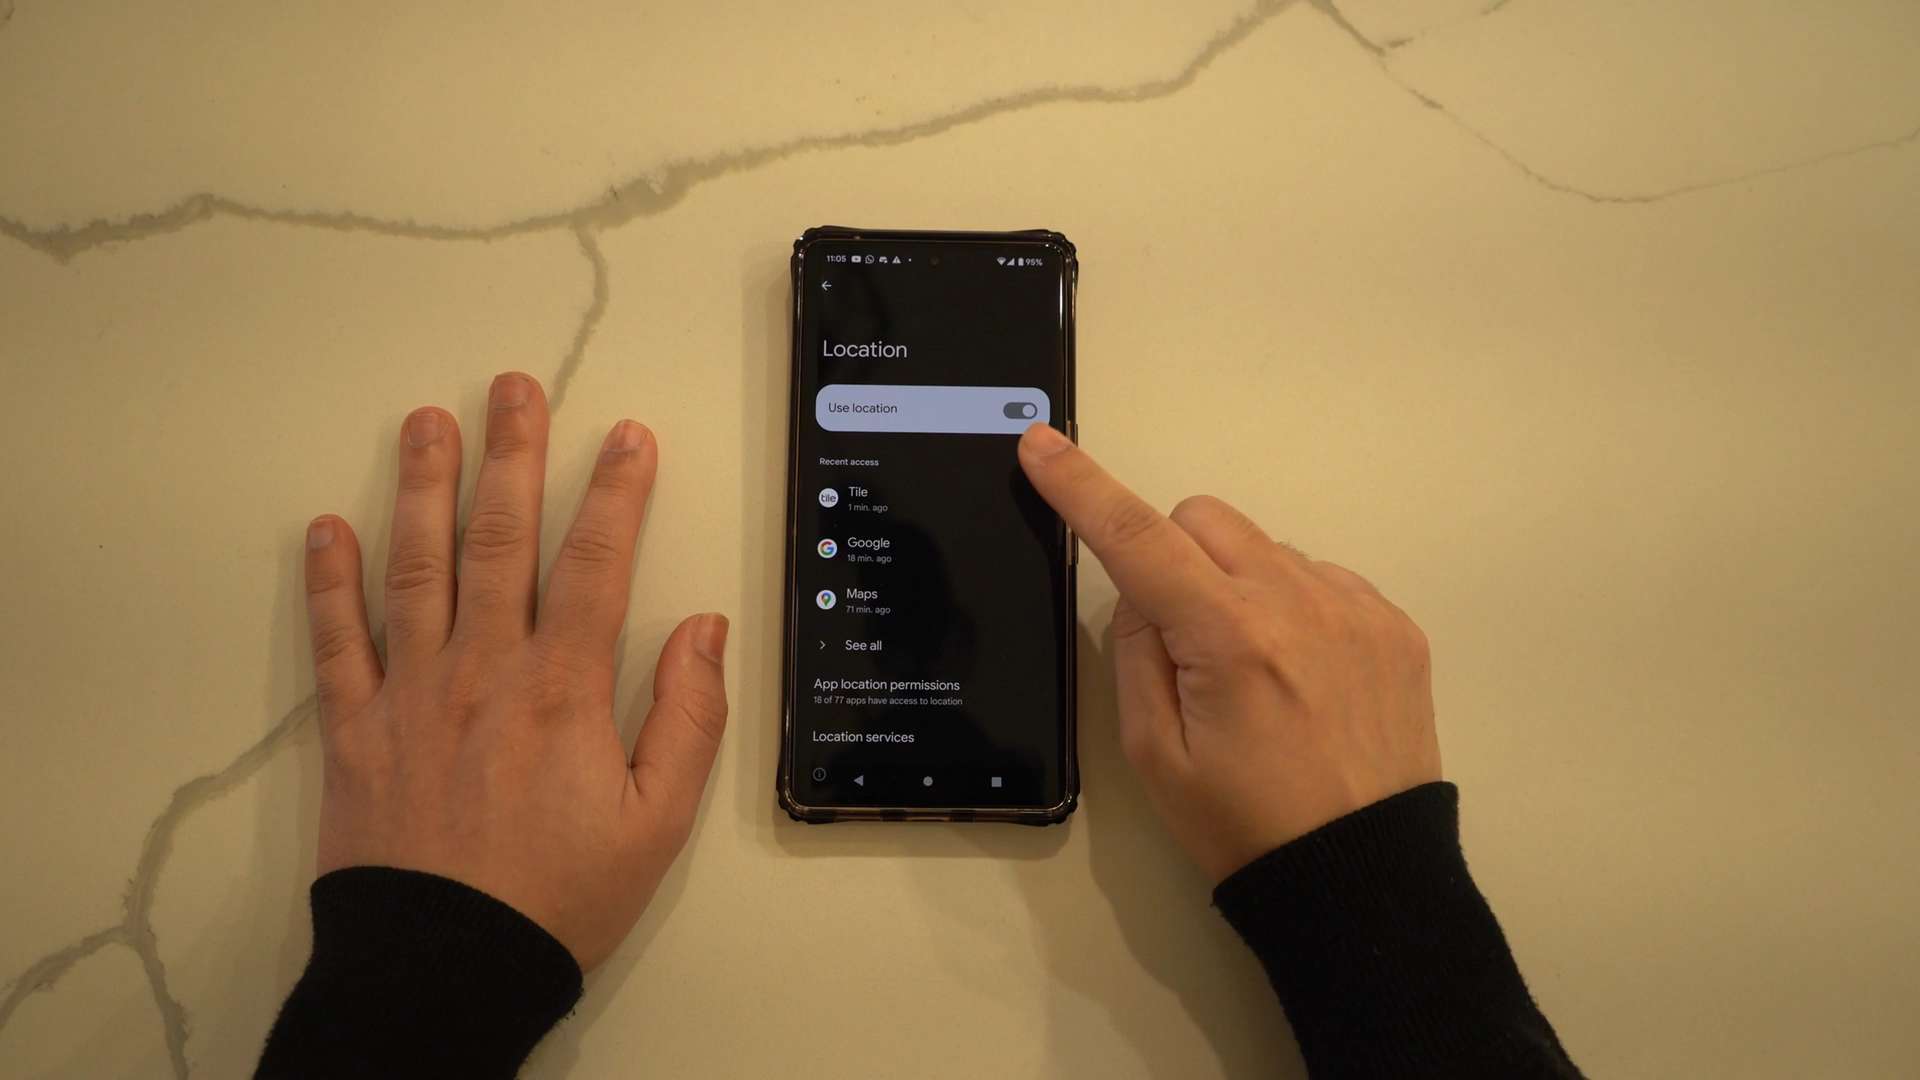 11:05 95%
Location
Use location
Recent access
tile
Tile
1 min. ago
Google
18 min. ago
Maps
71 min. ago
See all
App location permissions
18 of 77 apps have access to location
Location services